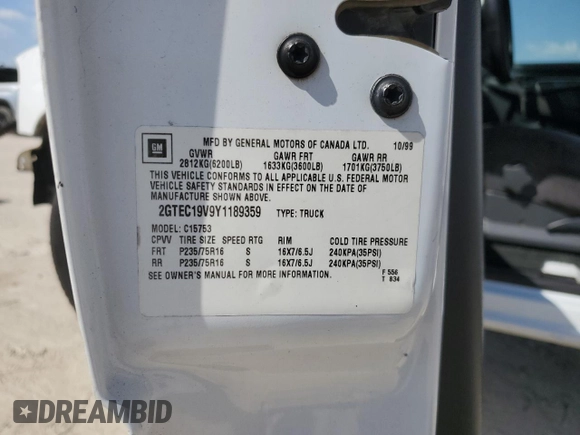 GM
MFD BY GENERAL MOTORS OF CANADA LTD. 10/99
GVWR GAWR FRT GAWR RR
2812KG(6200LB) 1633KG(3600LB) 1701KG(3750LB)
THIS VEHICLE CONFORMS TO ALL APPLICABLE U.S. FEDERAL MOTOR
VEHICLE SAFETY STANDARDS IN EFFECT ON THE DATE OF
MANUFACTURE SHOWN ABOVE.
2GTEC19V9Y1189359 TYPE: TRUCK
MODEL: C15753
CPVV TIRE SIZE SPEED RTG RIM COLD TIRE PRESSURE
FRT P235/75R16 S 16X7/6.5J 240KPA(35PSI)
RR P235/75R16 S 16X7/6.5J 240KPA(35PSI)
SEE OWNER'S MANUAL FOR MORE INFORMATION.
F 556
T 834
DREAMBID